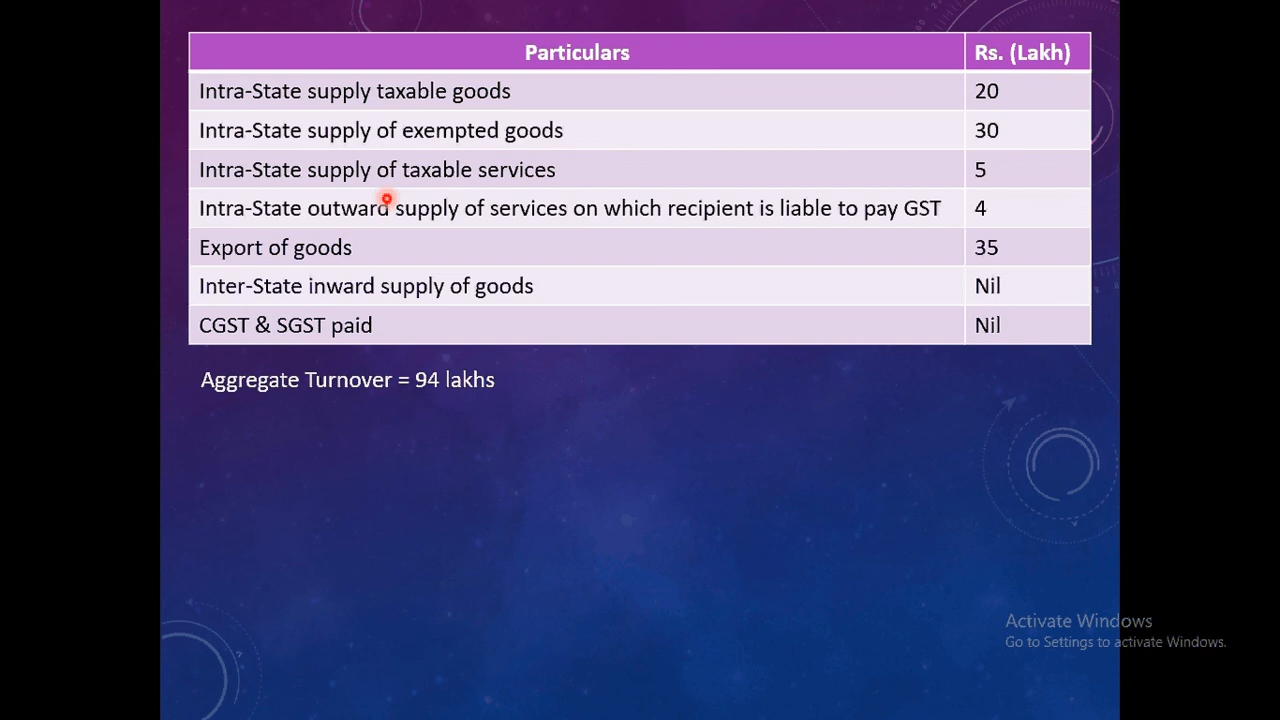 Particulars Rs. (Lakh)
Intra-State supply taxable goods 20
Intra-State supply of exempted goods 30
Intra-State supply of taxable services 5
Intra-State outward supply of services on which recipient is liable to pay GST 4
Export of goods 35
Inter-State inward supply of goods Nil
CGST & SGST paid Nil
Aggregate Turnover = 94 lakhs
Activate Windows
Go to Settings to activate Windows.